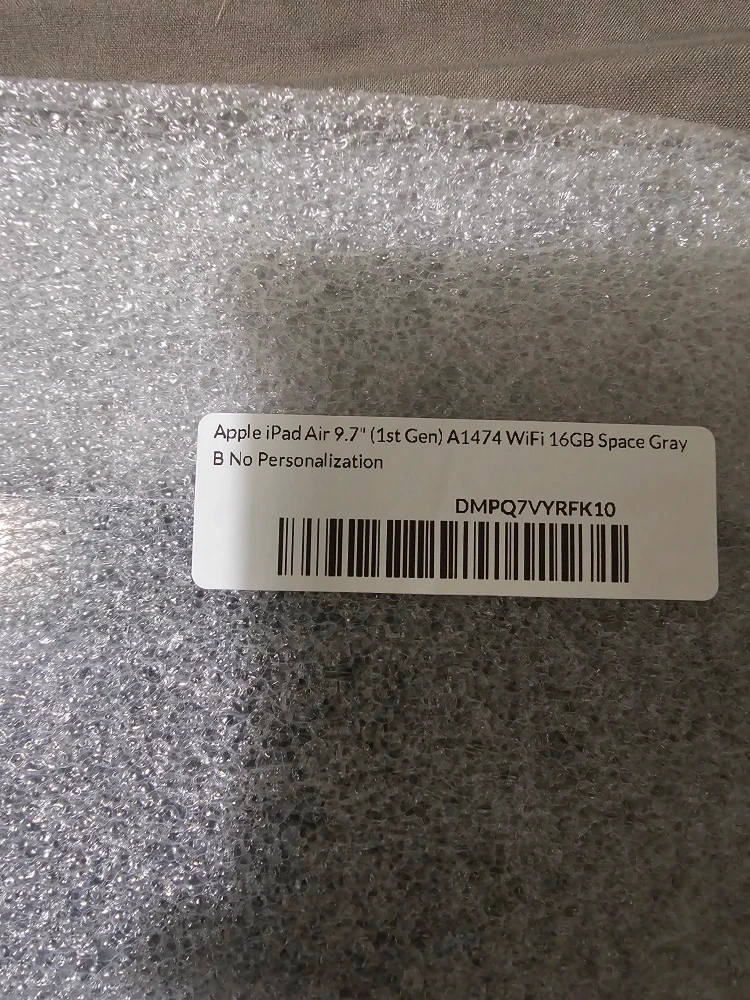 Apple iPad Air 9.7" (1st Gen) A1474 WiFi 16GB Space Gray
B No Personalization
DMPQ7VYRFK10